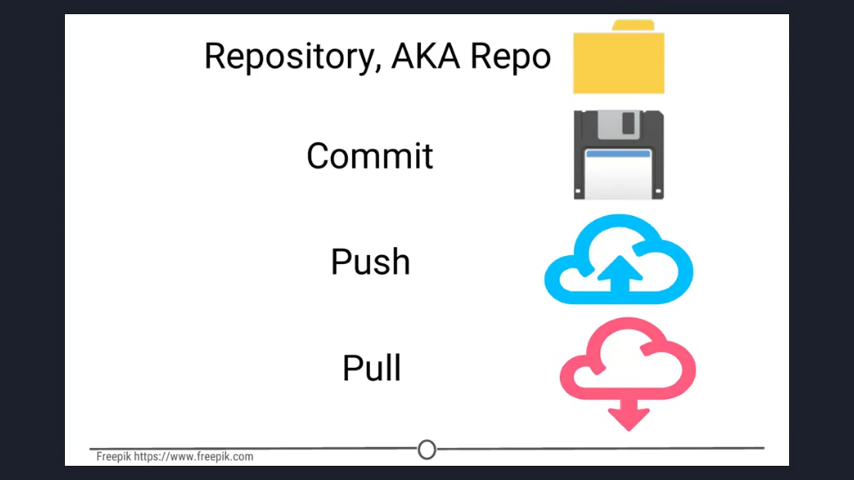 Repository, AKA Repo
Commit
Push
Pull
Freepik https://www.freepik.com